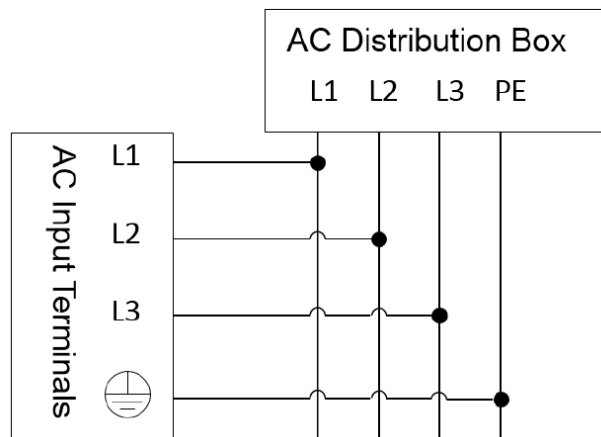 AC Distribution Box
L1 L2 L3 PE
AC Input Terminals
L1
L2
L3